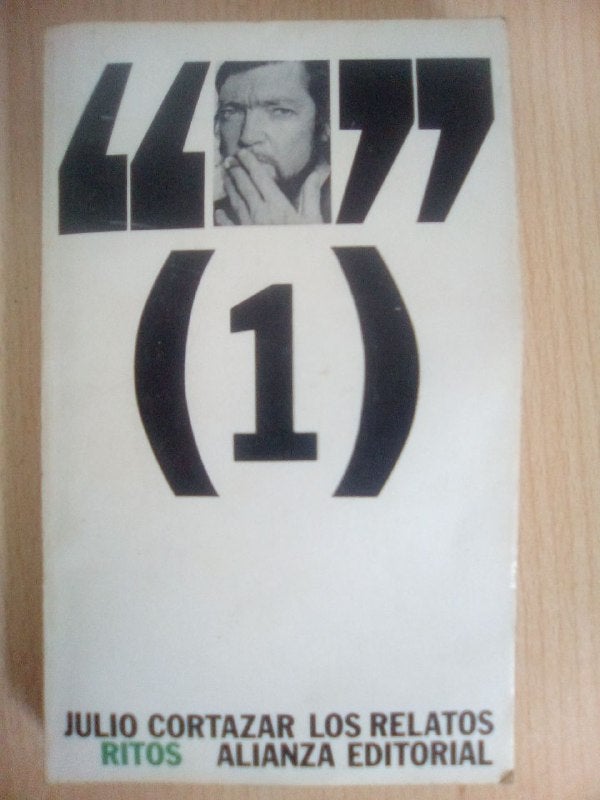 “ ”
(1)
JULIO CORTAZAR LOS RELATOS
RITOS ALIANZA EDITORIAL